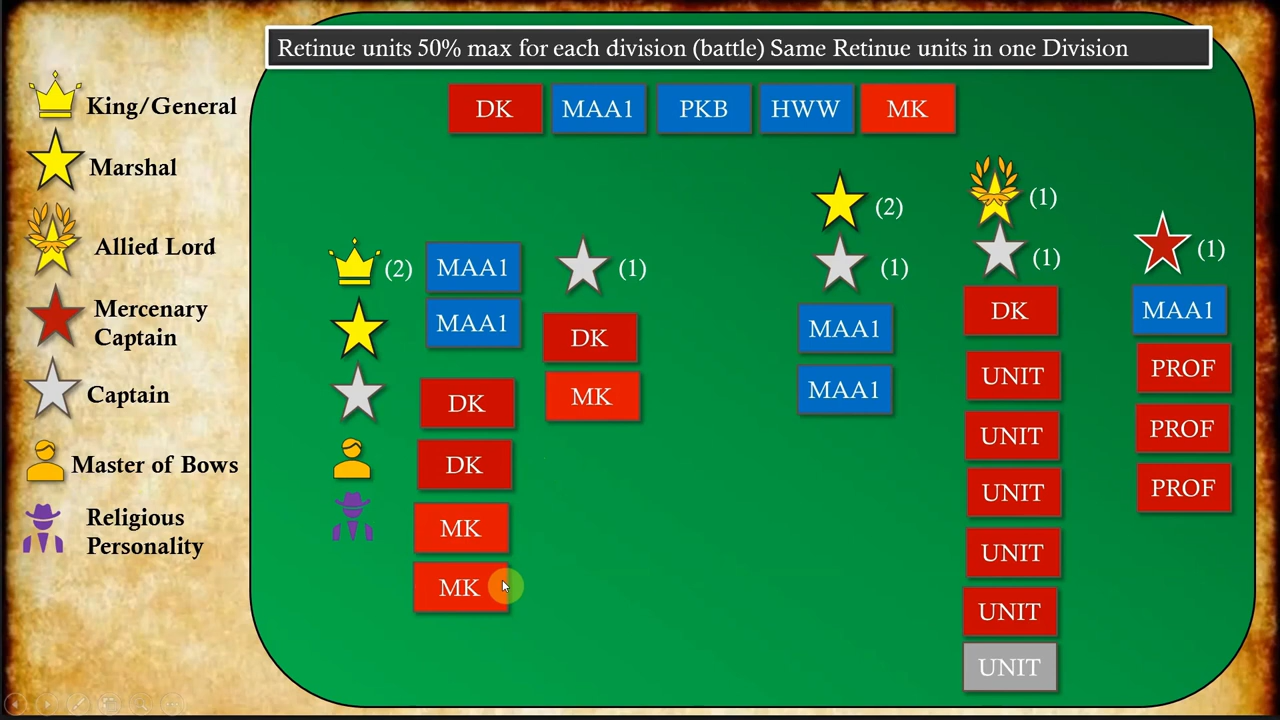 Retinue units 50% max for each division (battle) Same Retinue units in one Division
King/General
Marshal
Allied Lord
Mercenary
Captain
Captain
Master of Bows
Religious
Personality
DK MAA1 PKB HWW MK
(2)
MAA1
MAA1
DK
DK
MK
MK
(1)
DK
MK
(2)
(1)
MAA1
MAA1
(1)
(1)
DK
UNIT
UNIT
UNIT
UNIT
UNIT
UNIT
(1)
MAA1
PROF
PROF
PROF